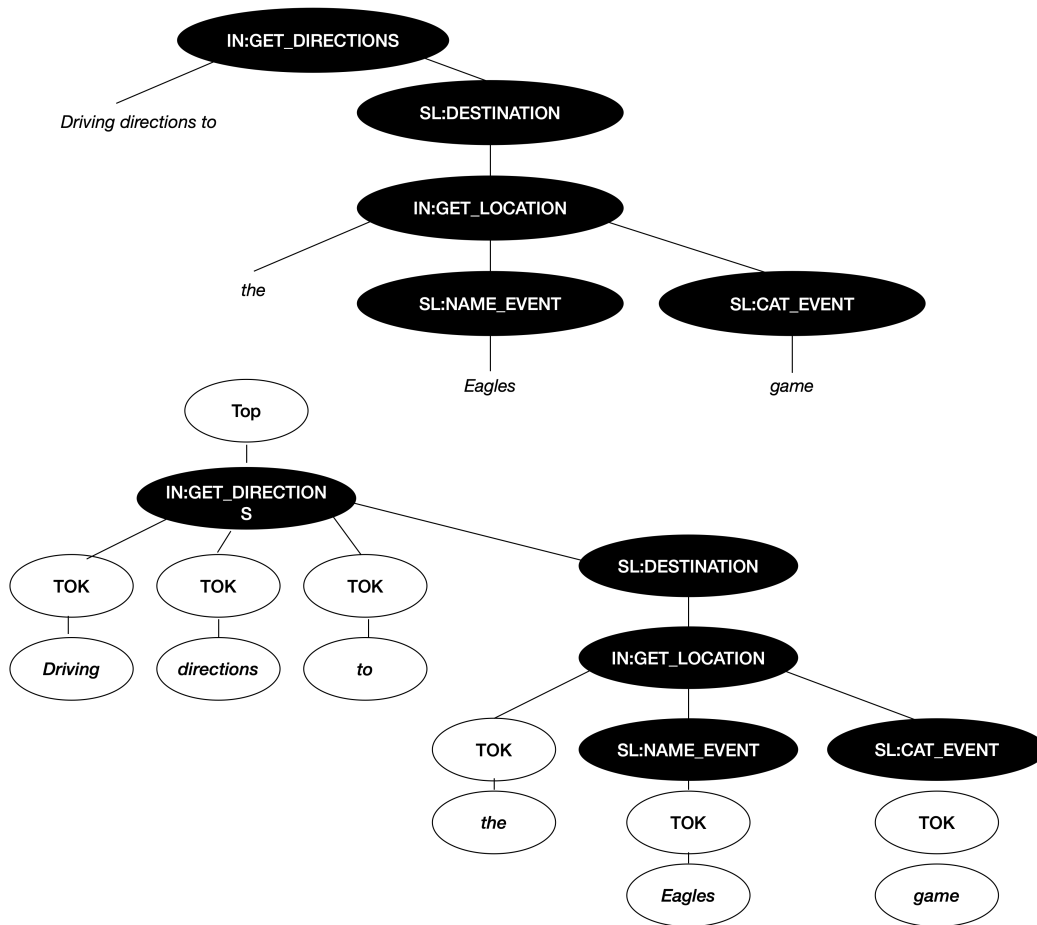 IN:GET_DIRECTIONS
SL:DESTINATION
Driving directions to
IN:GET_LOCATION
the
SL:NAME_EVENT
SL:CAT_EVENT
Eagles
game
Top
IN:GET_DIRECTION
S
SL:DESTINATION
TOK
TOK
TOK
Driving
directions
to
IN:GET_LOCATION
TOK
SL:NAME_EVENT
SL:CAT_EVENT
the
TOK
TOK
Eagles
game